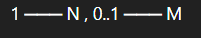 1 —— N , 0..1 —— M